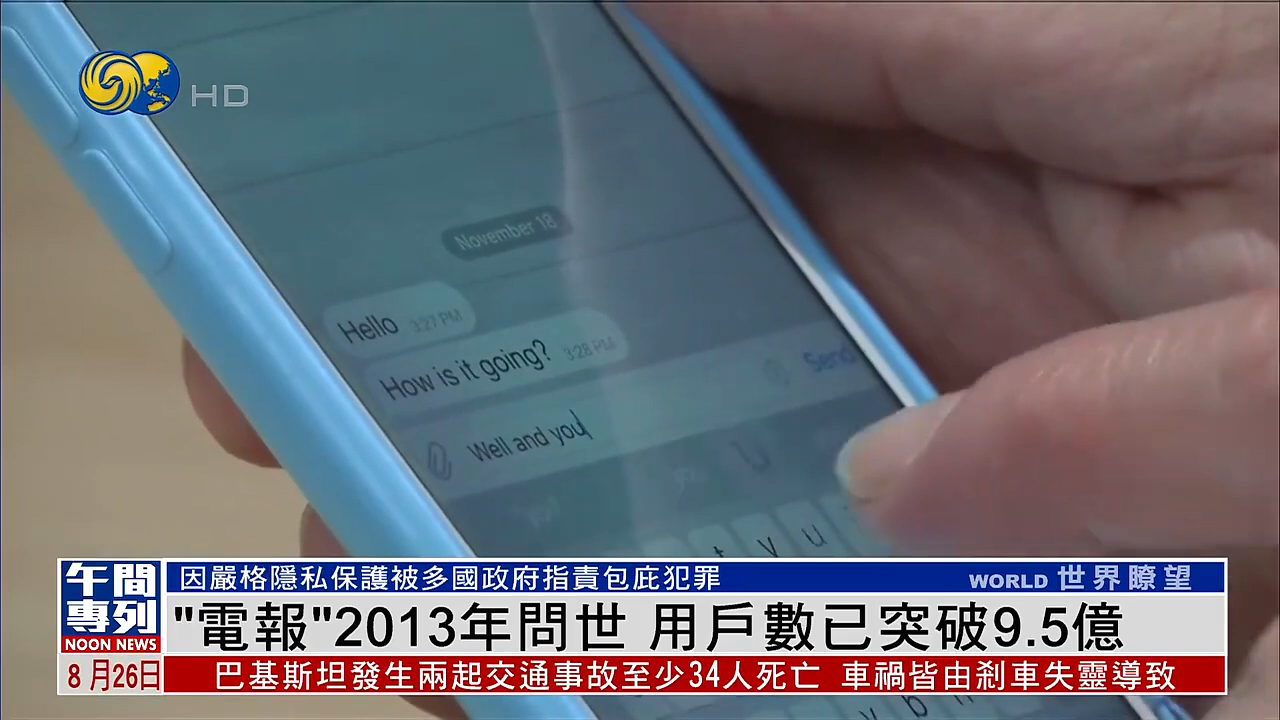 HD
November 18
Hello 3:27 PM
How is it going? 3:28 PM
Send
Well and you
t y u
午間專列
NOON NEWS
因嚴格隱私保護被多國政府指責包庇犯罪
WORLD 世界瞭望
"電報"2013年問世 用戶數已突破9.5億
8月26日
巴基斯坦發生兩起交通事故至少34人死亡 車禍皆由剎車失靈導致
v b n